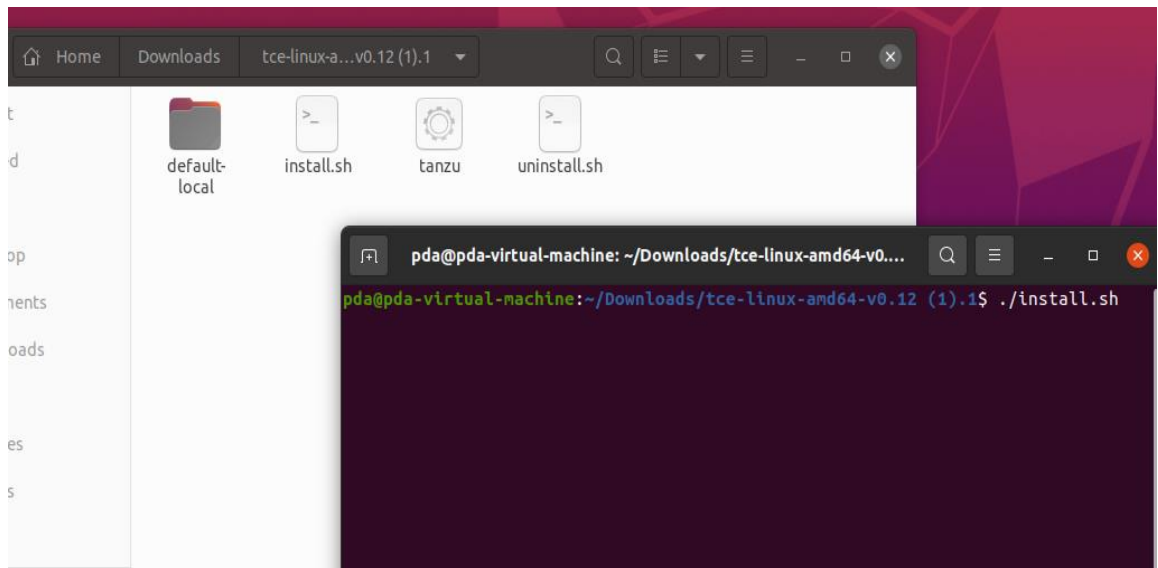 Home Downloads tce-linux-a...v0.12 (1).1
t
d
default-
local
install.sh
tanzu
uninstall.sh
op
nents
oads
es
s
pda@pda-virtual-machine: ~/Downloads/tce-linux-amd64-v0....
pda@pda-virtual-machine:~/Downloads/tce-linux-amd64-v0.12 (1).1$ ./install.sh